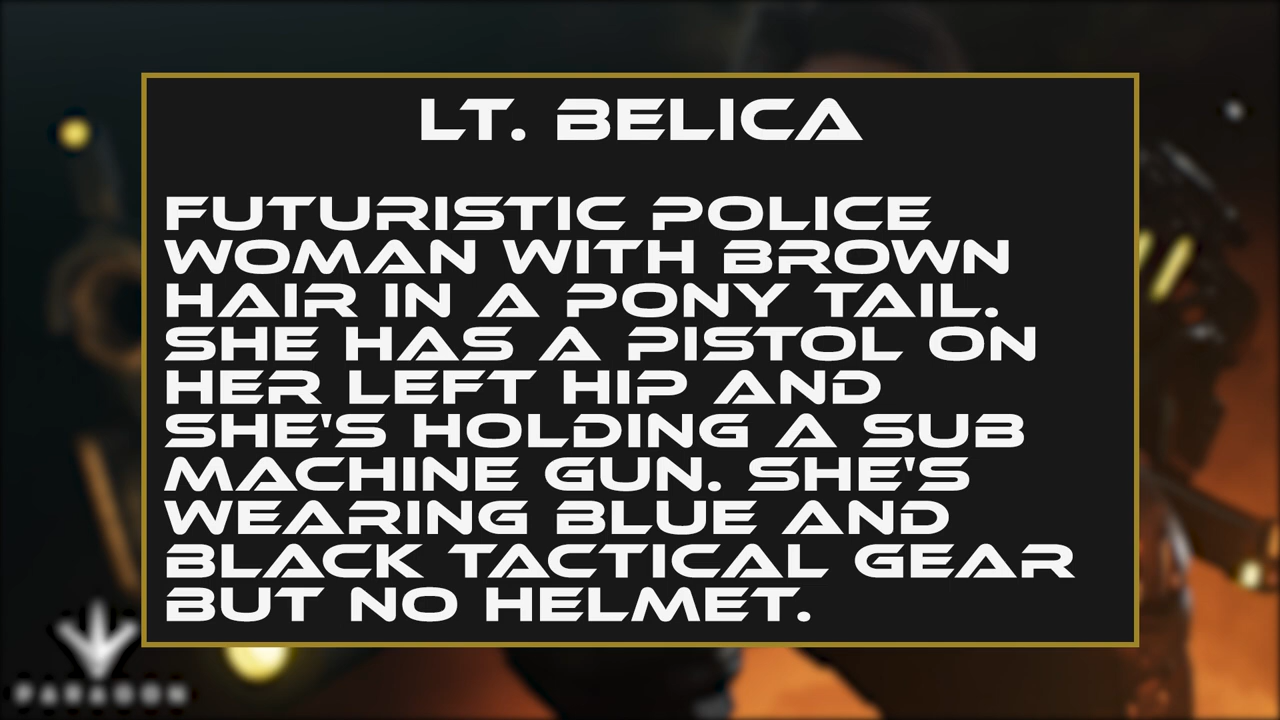 LT. BELICA
FUTURISTIC POLICE
WOMAN WITH BROWN
HAIR IN A PONY TAIL.
SHE HAS A PISTOL ON
HER LEFT HIP AND
SHE'S HOLDING A SUB
MACHINE GUN. SHE'S
WEARING BLUE AND
BLACK TACTICAL GEAR
BUT NO HELMET.
PARAGON